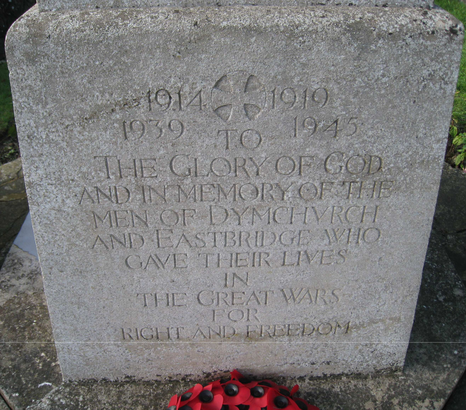 1914 1919
1939 1945
TO
THE GLORY OF GOD
AND IN MEMORY OF THE
MEN OF DYMCHVRCH
AND EASTBRIDGE WHO
GAVE THEIR LIVES
IN
THE GREAT WARS
FOR
RIGHT AND FREEDOM